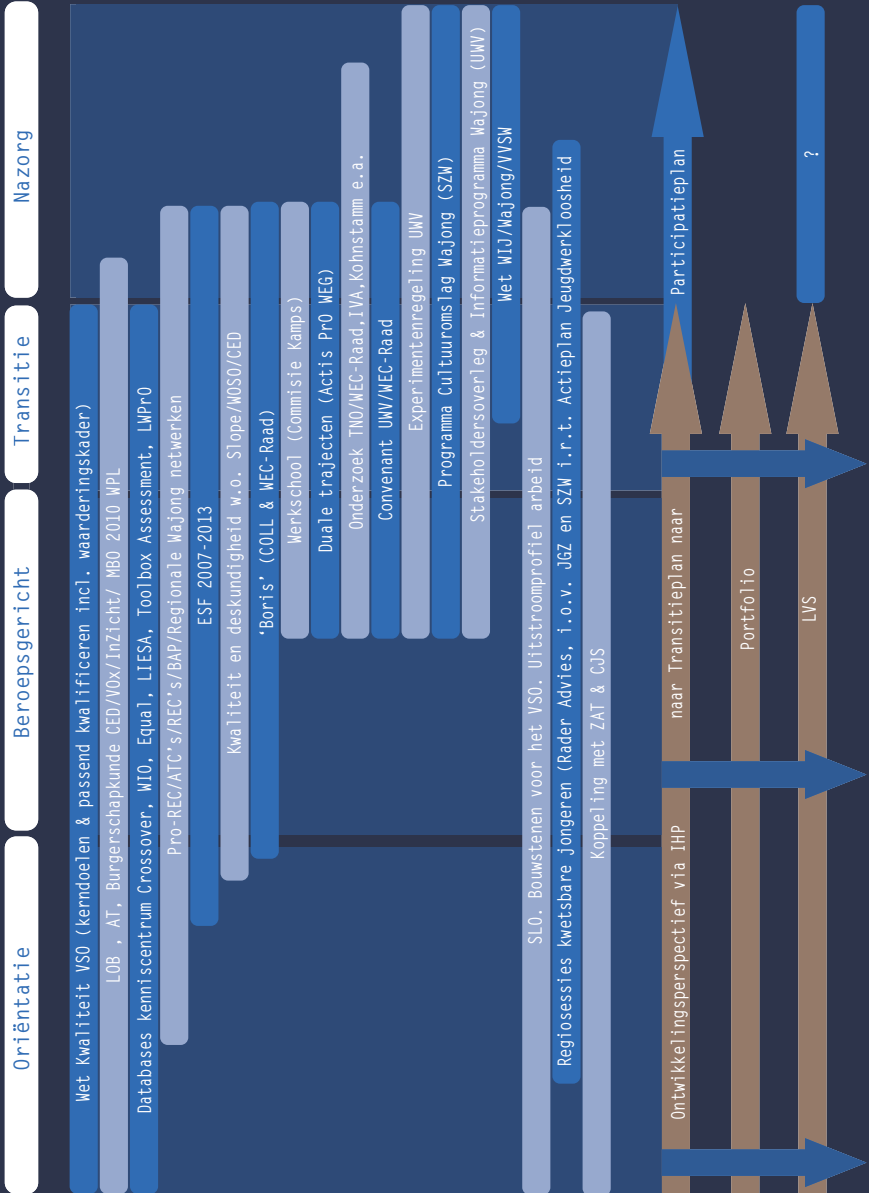 Oriëntatie
Beroepsgericht
Transitie
Nazorg
Wet Kwaliteit VSO (kerndoelen & passend kwalificeren incl. waarderingskader)
LOB , AT, Burgerschapkunde CED/VOx/InZicht/ MBO 2010 WPL
Databases kenniscentrum Crossover, WIO, Equal, LIESA, Toolbox Assessment, LWPrO
Pro-REC/ATC's/REC's/BAP/Regionale Wajong netwerken
ESF 2007-2013
Kwaliteit en deskundigheid w.o. Slope/WOSO/CED
‘Boris’ (COLL & WEC-Raad)
Werkschool (Commisie Kamps)
Duale trajecten (Actis PrO WEG)
Onderzoek TNO/WEC-Raad,IVA,Kohnstamm e.a.
Convenant UWV/WEC-Raad
Experimentenregeling UWV
Programma Cultuuromslag Wajong (SZW)
Stakeholdersoverleg & Informatieprogramma Wajong (UWV)
Wet WIJ/Wajong/VVSW
SLO. Bouwstenen voor het VSO. Uitstroomprofiel arbeid
Regiosessies kwetsbare jongeren (Rader Advies, i.o.v. JGZ en SZW i.r.t. Actieplan Jeugdwerkloosheid
Koppeling met ZAT & CJS
Ontwikkelingsperspectief via IHP naar Transitieplan naar Participatieplan
Portfolio
LVS
?